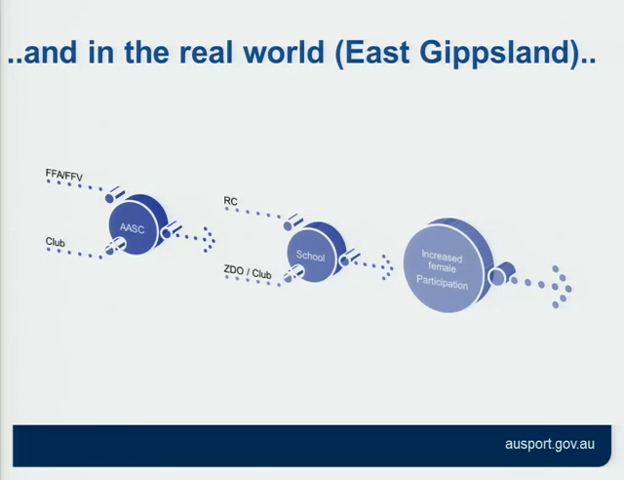 ..and in the real world (East Gippsland)..
FFA/FFV
Club
AASC
RC
ZDO / Club
School
Increased
female
Participation
ausport.gov.au